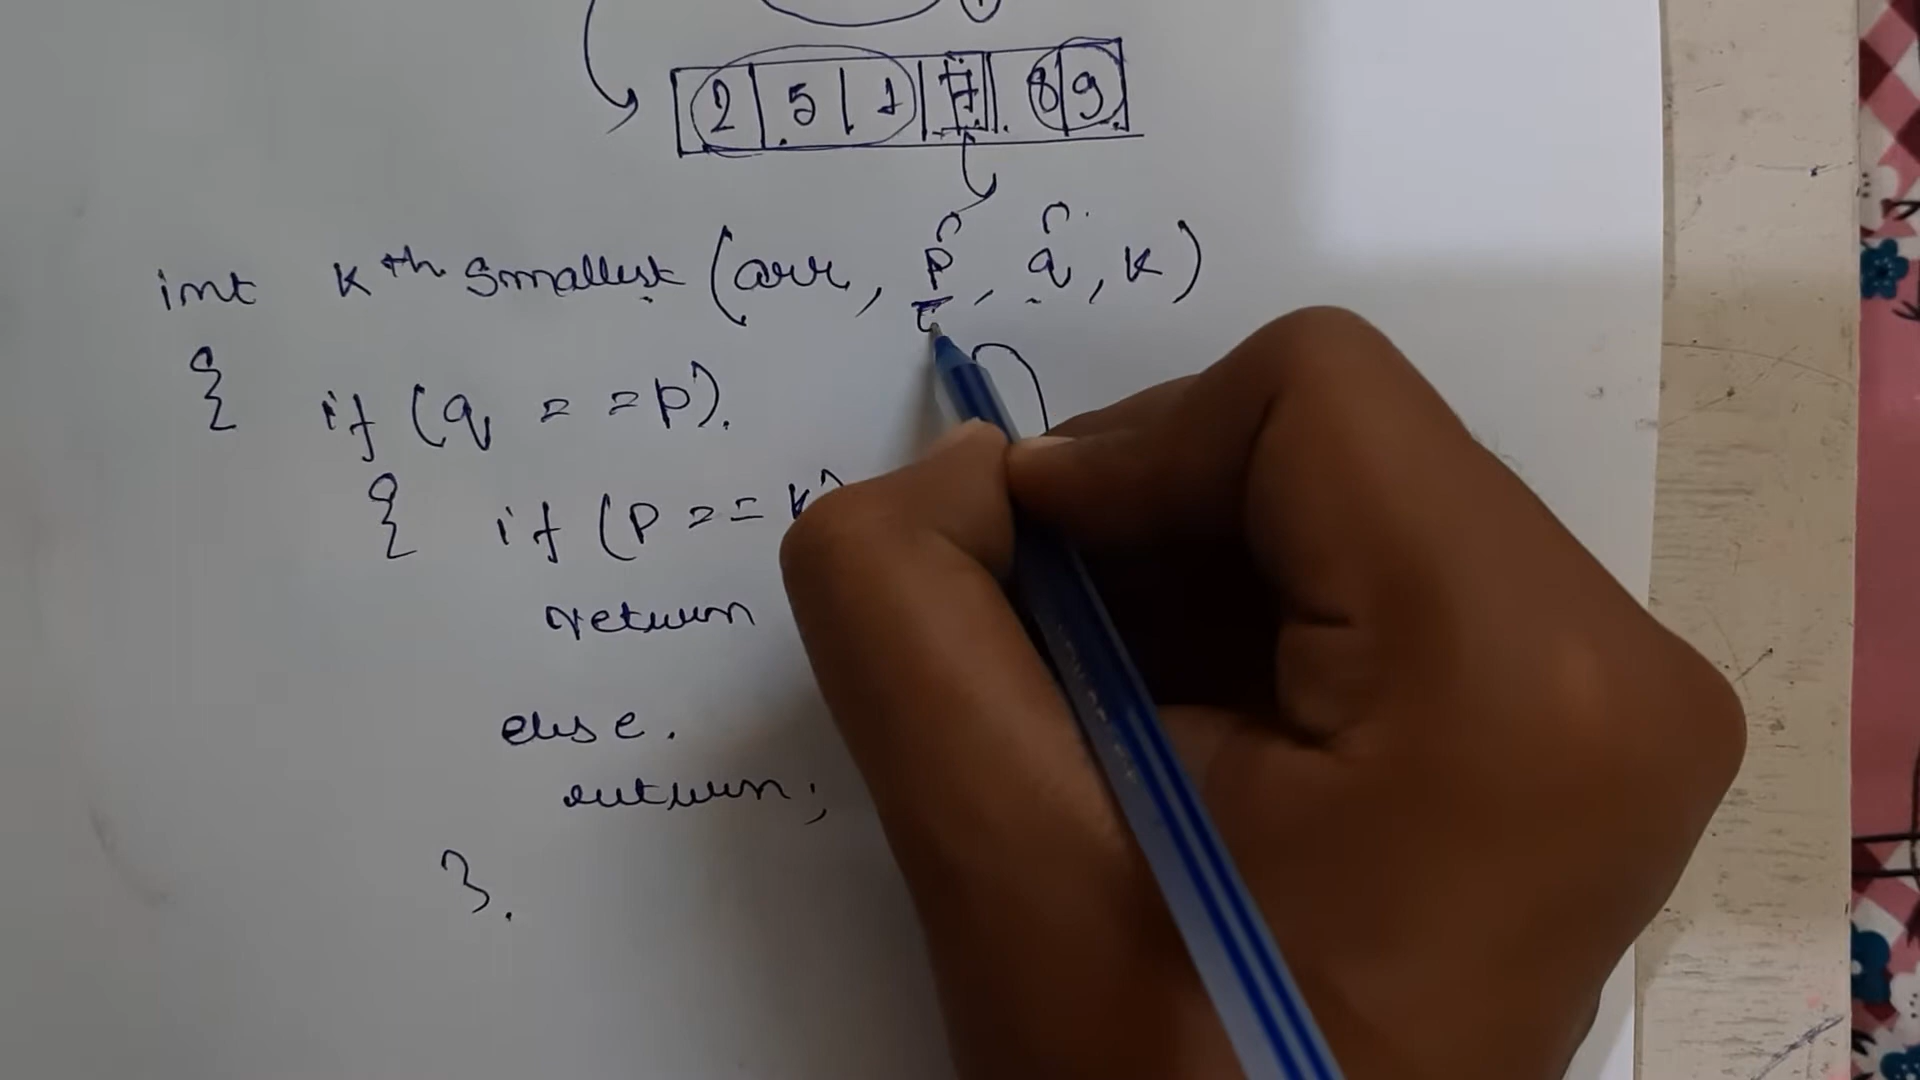 2 5 1 7 8 9
int kth smallest (arr, p, q, k)
{ if (q = = p).
{ if (p = = k)
return
else.
return;
}.